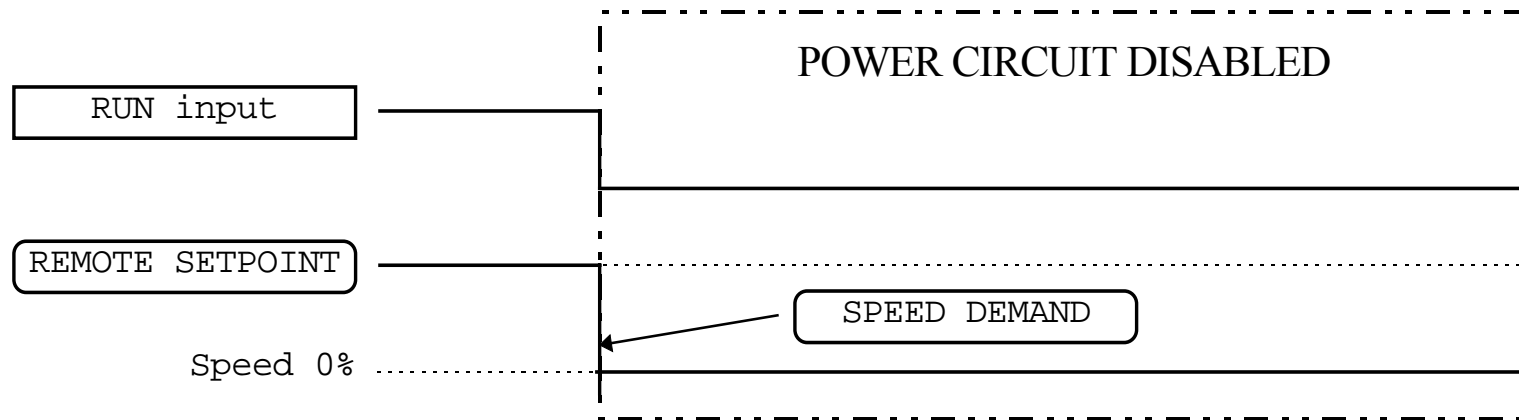 POWER CIRCUIT DISABLED
RUN input
REMOTE SETPOINT
SPEED DEMAND
Speed 0%